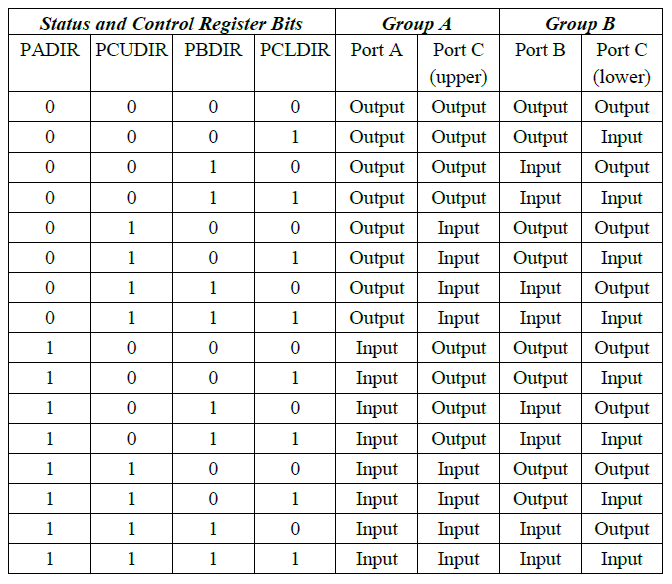 Status and Control Register Bits Group A Group B
PADIR PCUDIR PBDIR PCLDIR Port A Port C (upper) Port B Port C (lower)
0 0 0 0 Output Output Output Output
0 0 0 1 Output Output Output Input
0 0 1 0 Output Output Input Output
0 0 1 1 Output Output Input Input
0 1 0 0 Output Input Output Output
0 1 0 1 Output Input Output Input
0 1 1 0 Output Input Input Output
0 1 1 1 Output Input Input Input
1 0 0 0 Input Output Output Output
1 0 0 1 Input Output Output Input
1 0 1 0 Input Output Input Output
1 0 1 1 Input Output Input Input
1 1 0 0 Input Input Output Output
1 1 0 1 Input Input Output Input
1 1 1 0 Input Input Input Output
1 1 1 1 Input Input Input Input